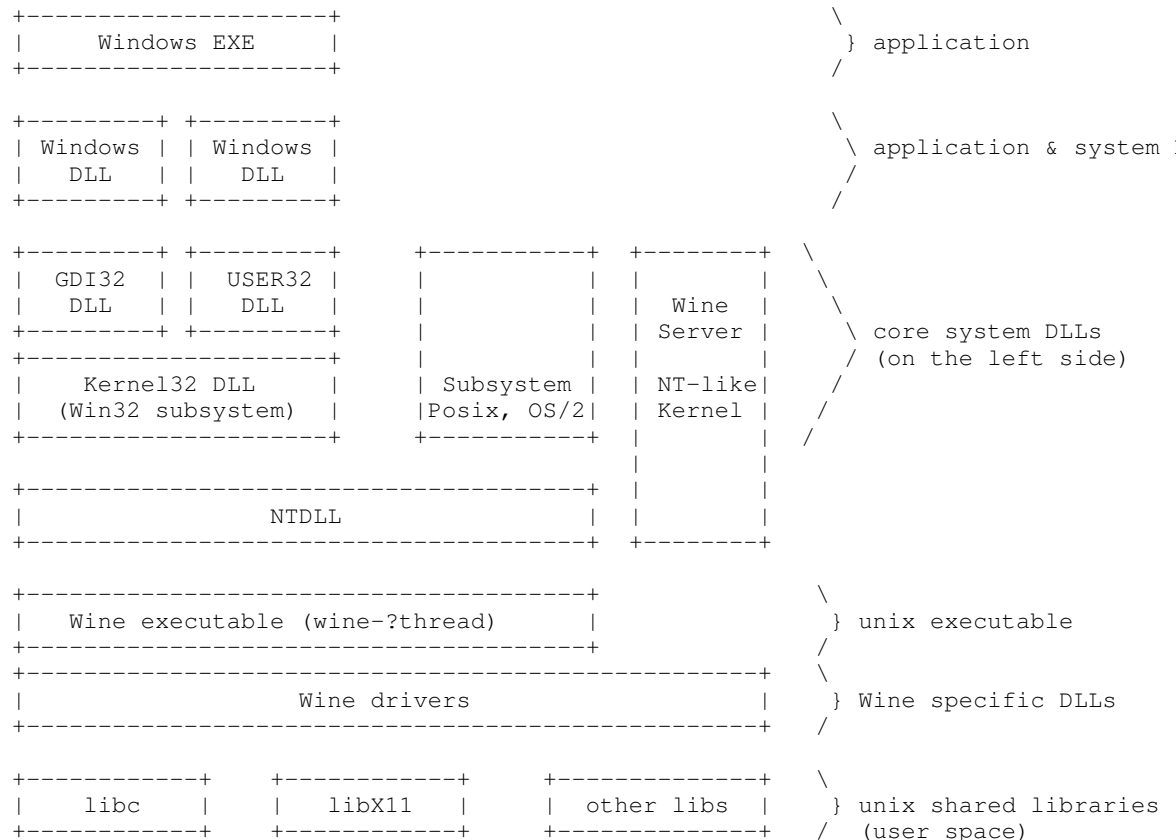 Windows EXE
} application
Windows DLL
Windows DLL
application & system
GDI32 DLL
USER32 DLL
Wine Server
NT-like Kernel
core system DLLs
(on the left side)
Kernel32 DLL
(Win32 subsystem)
Subsystem
Posix, OS/2
NTDLL
Wine executable (wine-?thread)
} unix executable
Wine drivers
} Wine specific DLLs
libc
libX11
other libs
} unix shared libraries
(user space)